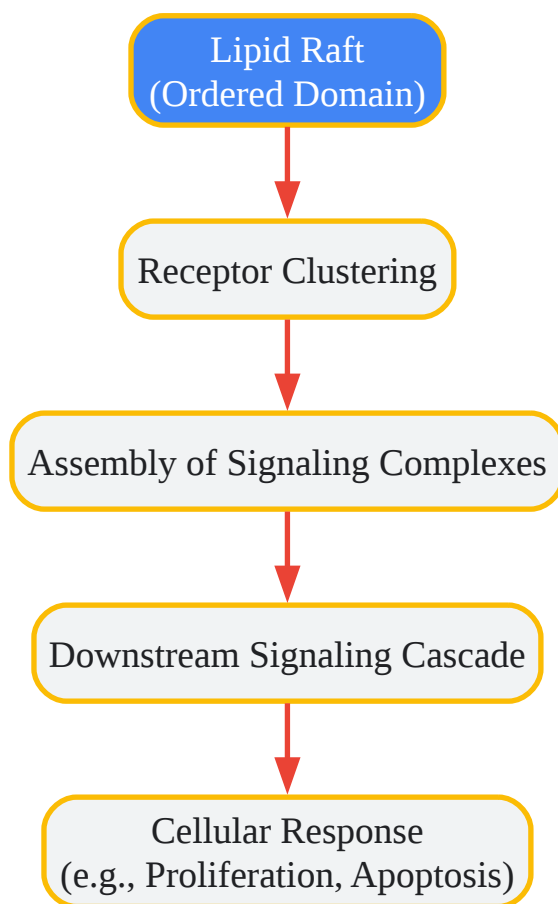 Lipid Raft
(Ordered Domain)
Receptor Clustering
Assembly of Signaling Complexes
Downstream Signaling Cascade
Cellular Response
(e.g., Proliferation, Apoptosis)